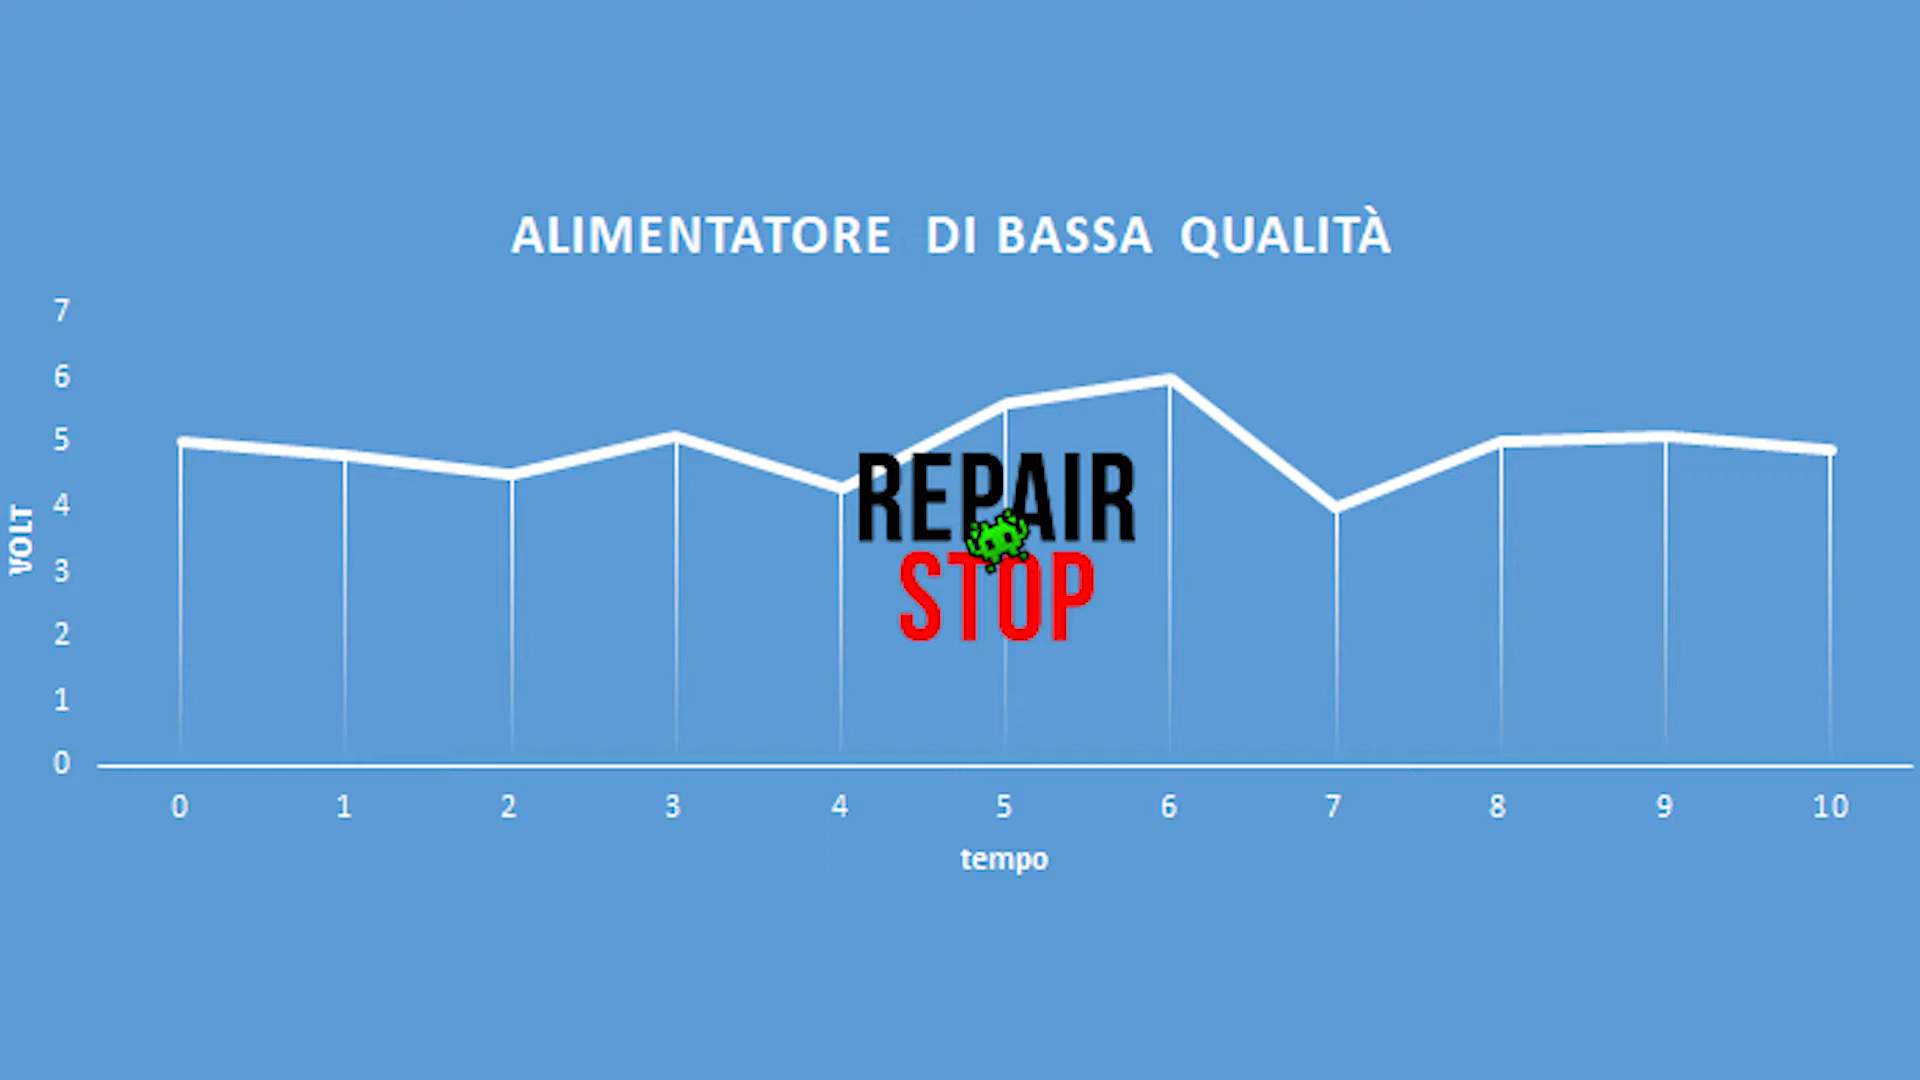 ALIMENTATORE DI BASSA QUALITÀ
7
6
5
4
3
2
1
0
VOLT
REPAIR
STOP
0 1 2 3 4 5 6 7 8 9 10
tempo